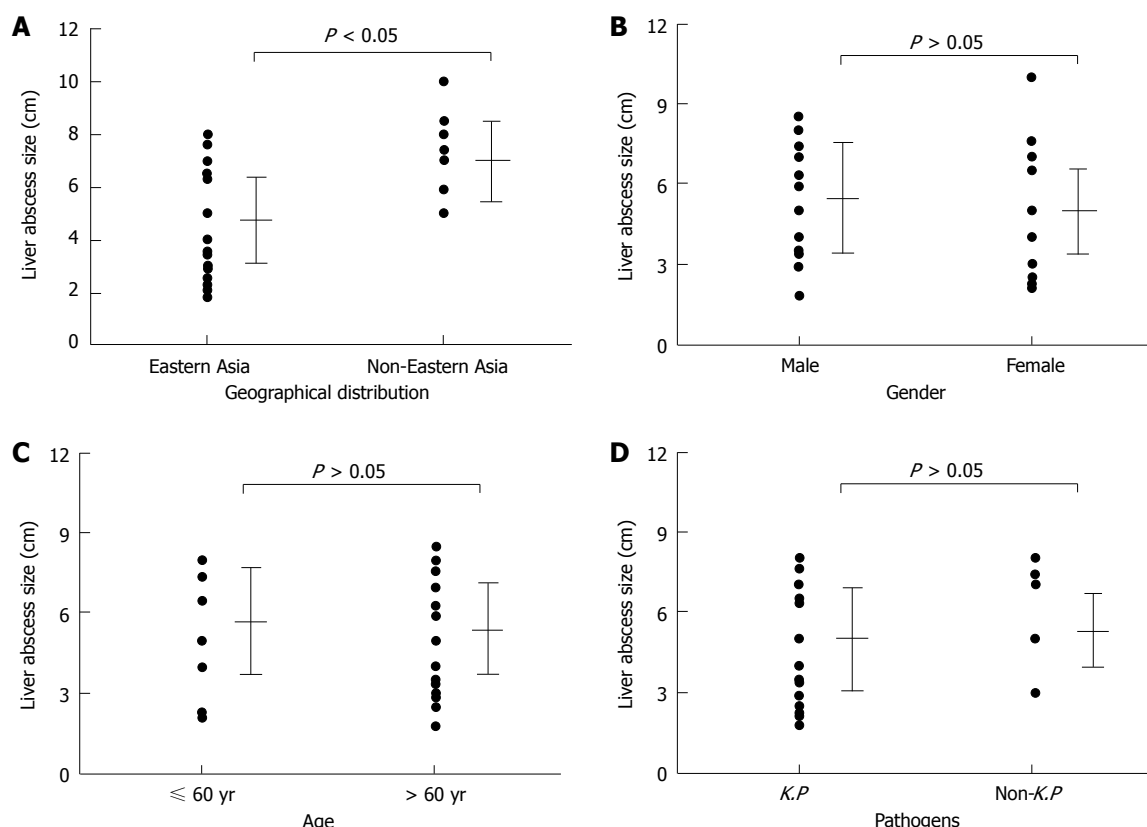 A
Liver abscess size (cm)
12
10
8
6
4
2
0
P < 0.05
Eastern Asia
Non-Eastern Asia
Geographical distribution
B
Liver abscess size (cm)
12
9
6
3
0
P > 0.05
Male
Female
Gender
C
Liver abscess size (cm)
12
9
6
3
0
P > 0.05
≤ 60 yr
> 60 yr
Age
D
Liver abscess size (cm)
12
9
6
3
0
P > 0.05
K.P
Non-K.P
Pathogens